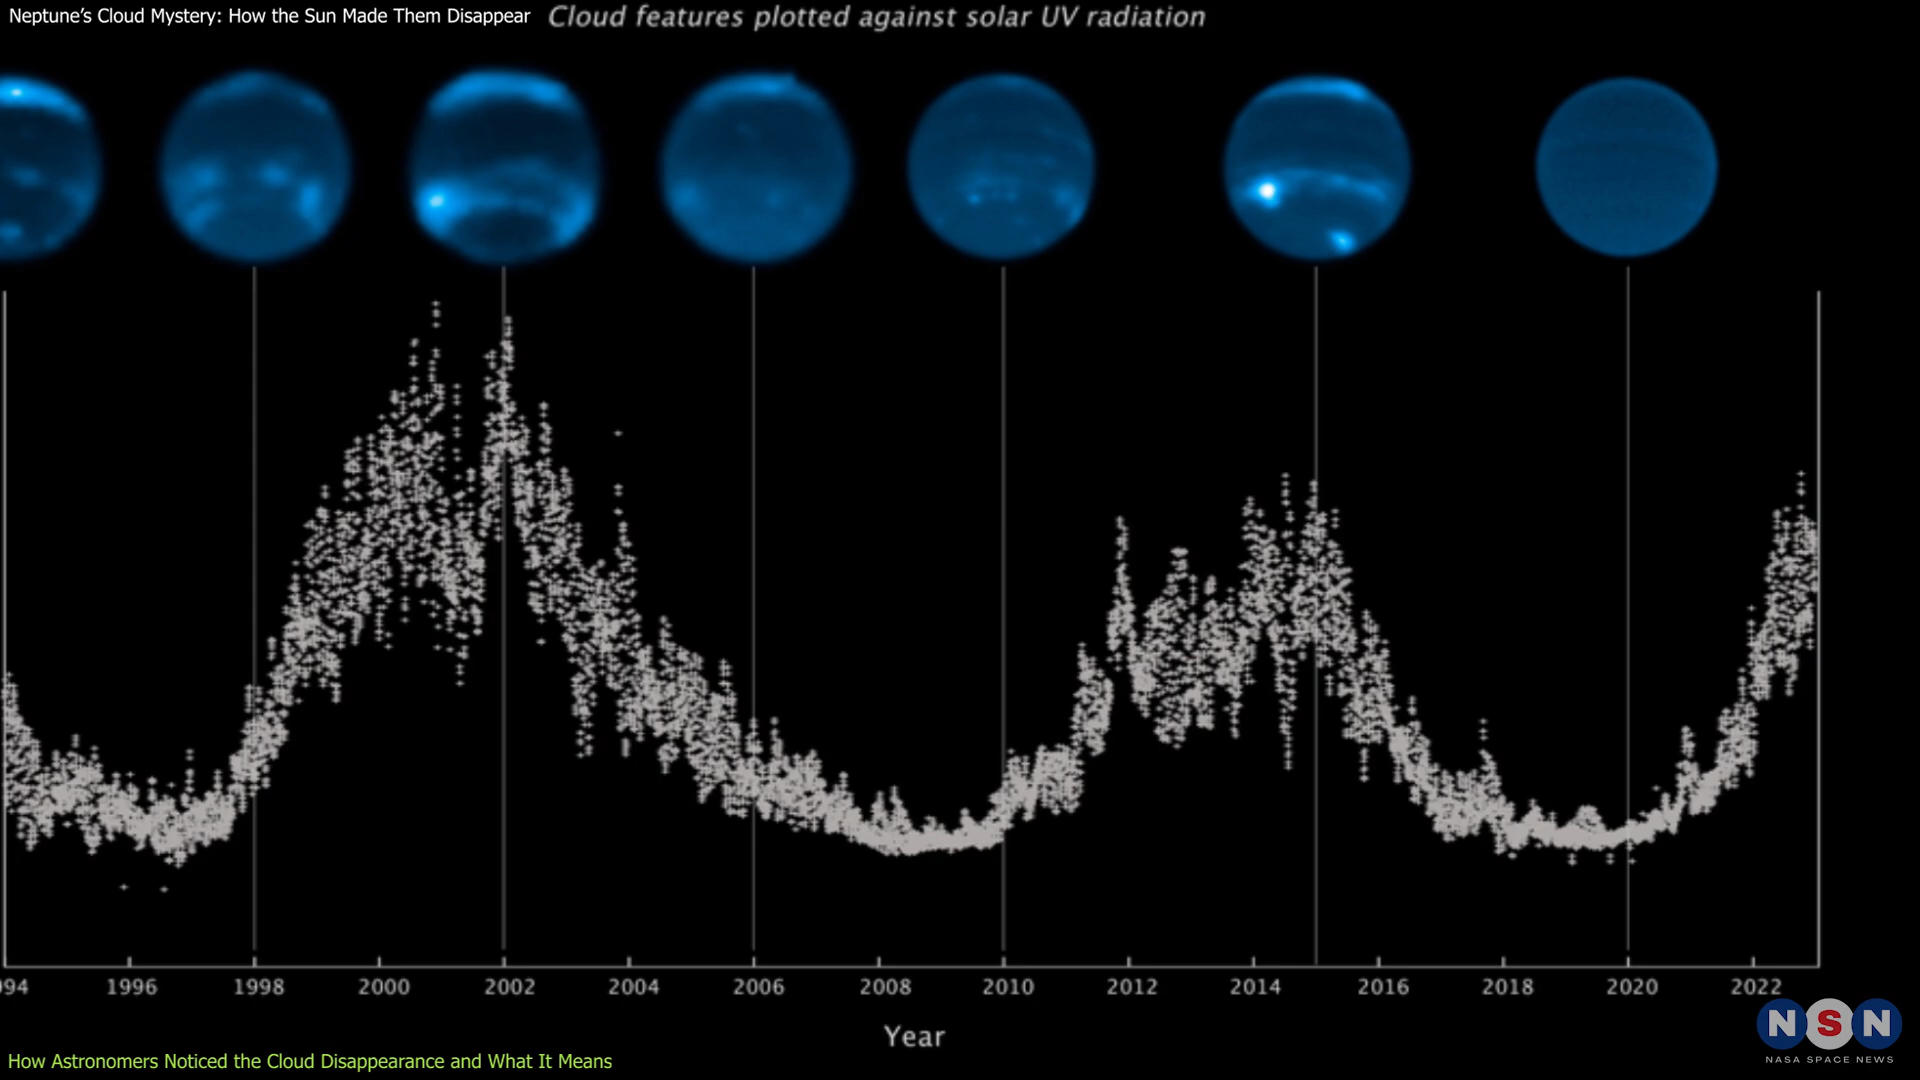 Neptune’s Cloud Mystery: How the Sun Made Them Disappear
Cloud features plotted against solar UV radiation
994 1996 1998 2000 2002 2004 2006 2008 2010 2012 2014 2016 2018 2020 2022
Year
NSN
NASA SPACE NEWS
How Astronomers Noticed the Cloud Disappearance and What It Means